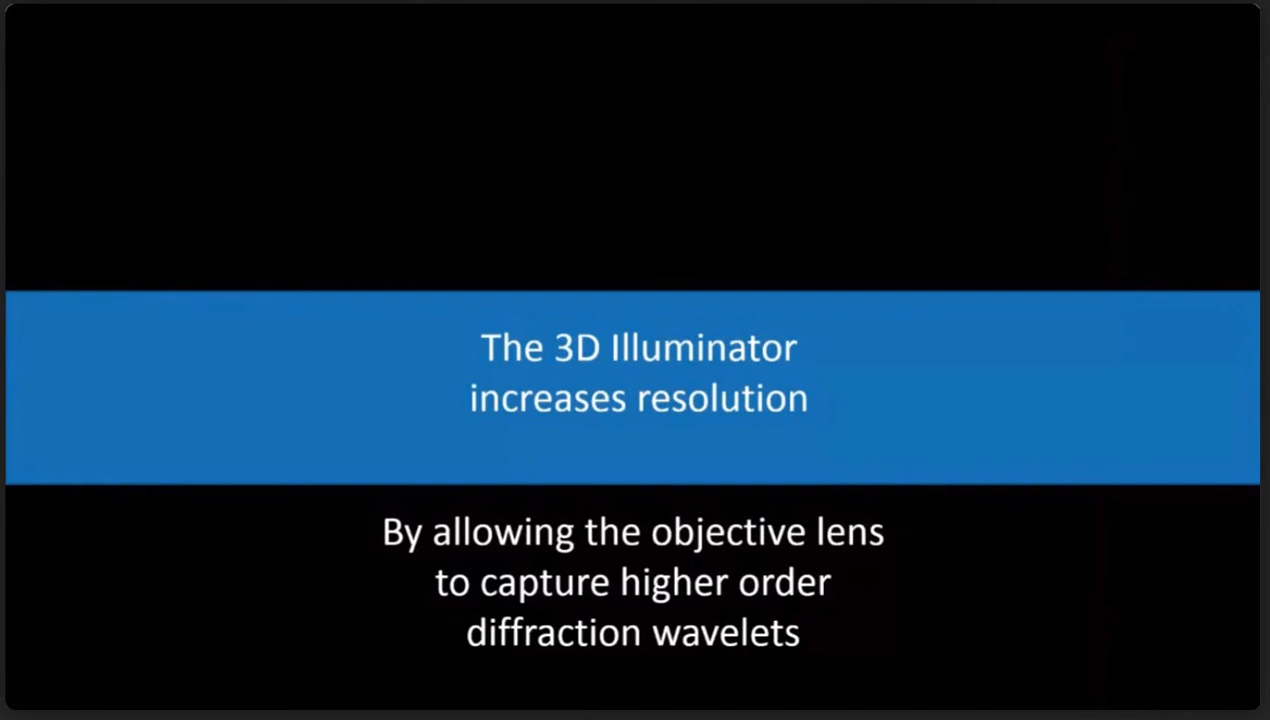 The 3D Illuminator
increases resolution
By allowing the objective lens
to capture higher order
diffraction wavelets